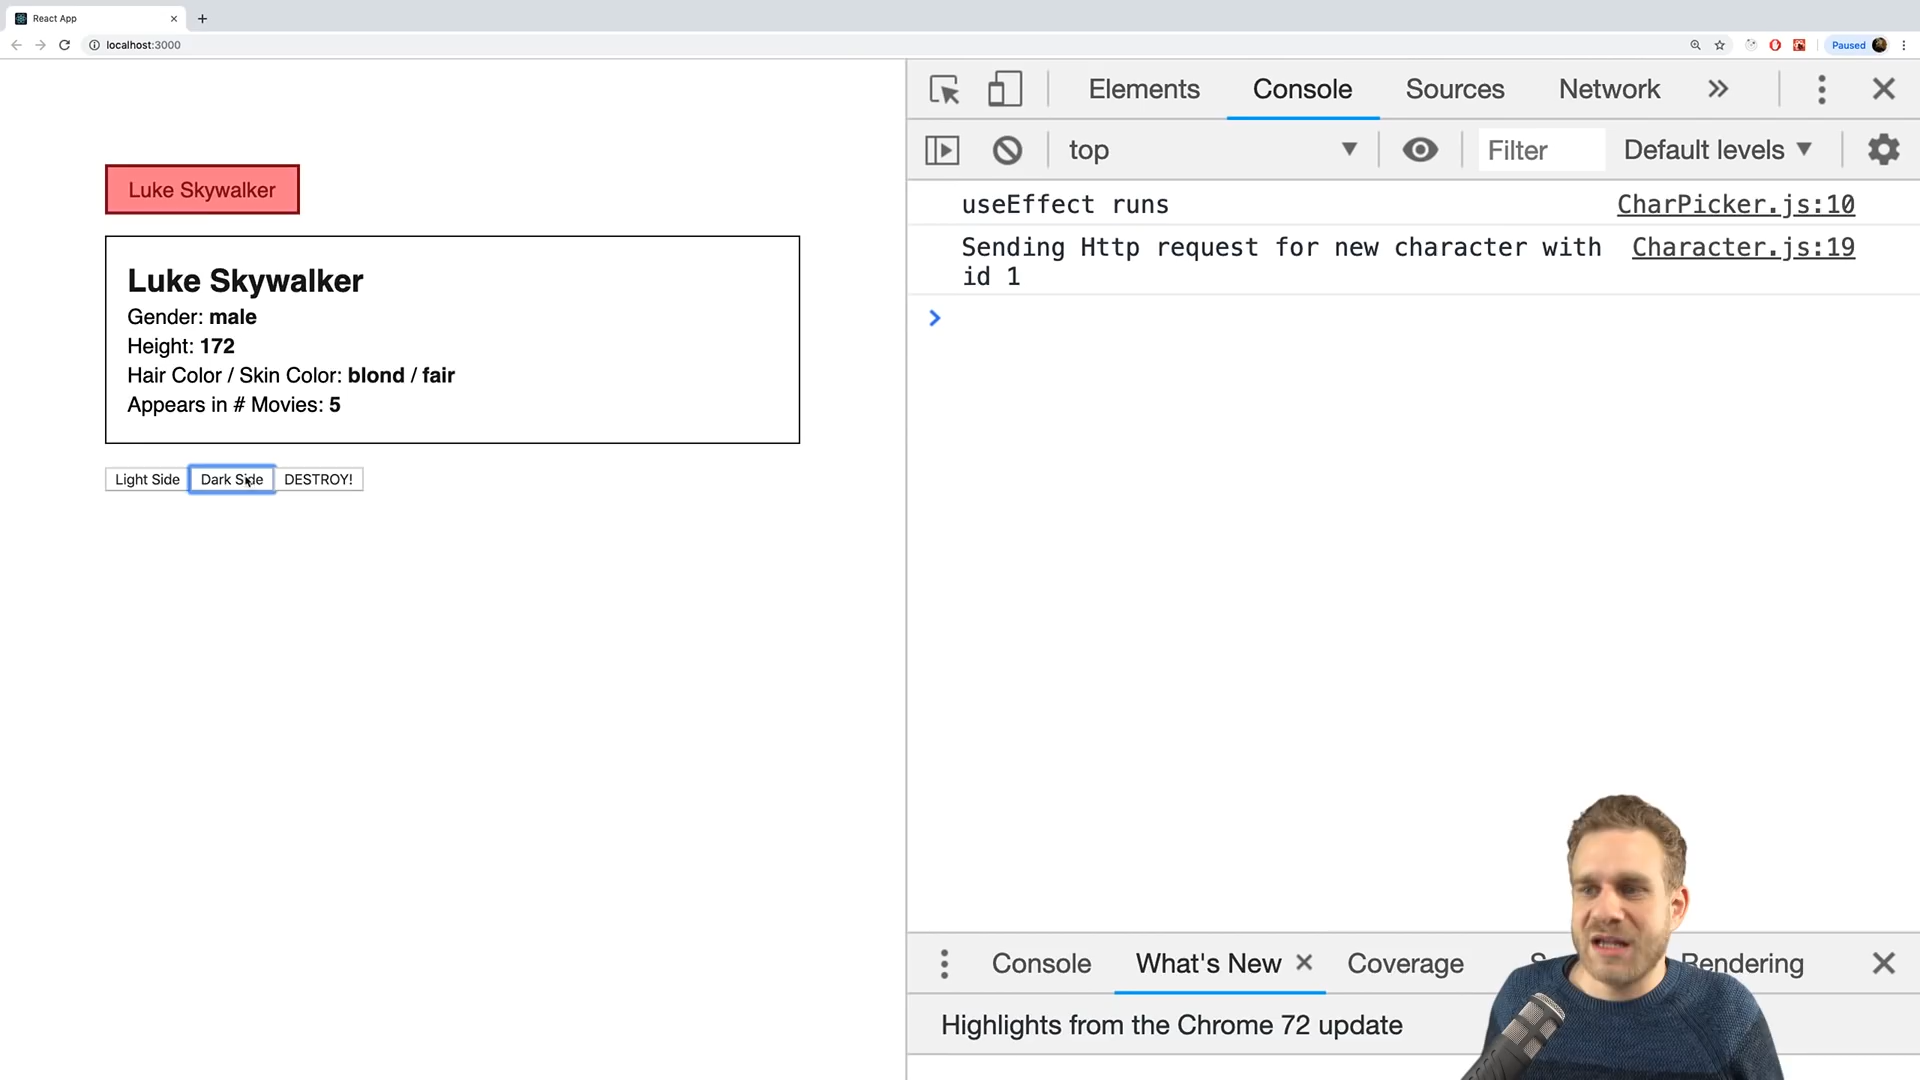 React App
localhost:3000
Paused
Luke Skywalker
Luke Skywalker
Gender: male
Height: 172
Hair Color / Skin Color: blond / fair
Appears in # Movies: 5
Light Side
Dark Side
DESTROY!
Elements
Console
Sources
Network
top
Filter
Default levels
useEffect runs
CharPicker.js:10
Sending Http request for new character with
id 1
Character.js:19
Console
What's New
Coverage
Rendering
Highlights from the Chrome 72 update